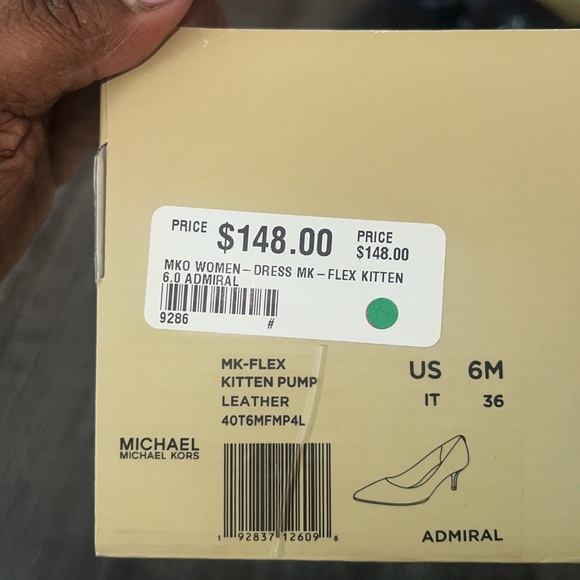 PRICE $148.00 PRICE $148.00
MKO WOMEN-DRESS MK-FLEX KITTEN
6.0 ADMIRAL
9286 #
MK-FLEX
KITTEN PUMP
LEATHER
40T6MFMP4L
US 6M
IT 36
MICHAEL
MICHAEL KORS
1 92837 12609 8
ADMIRAL